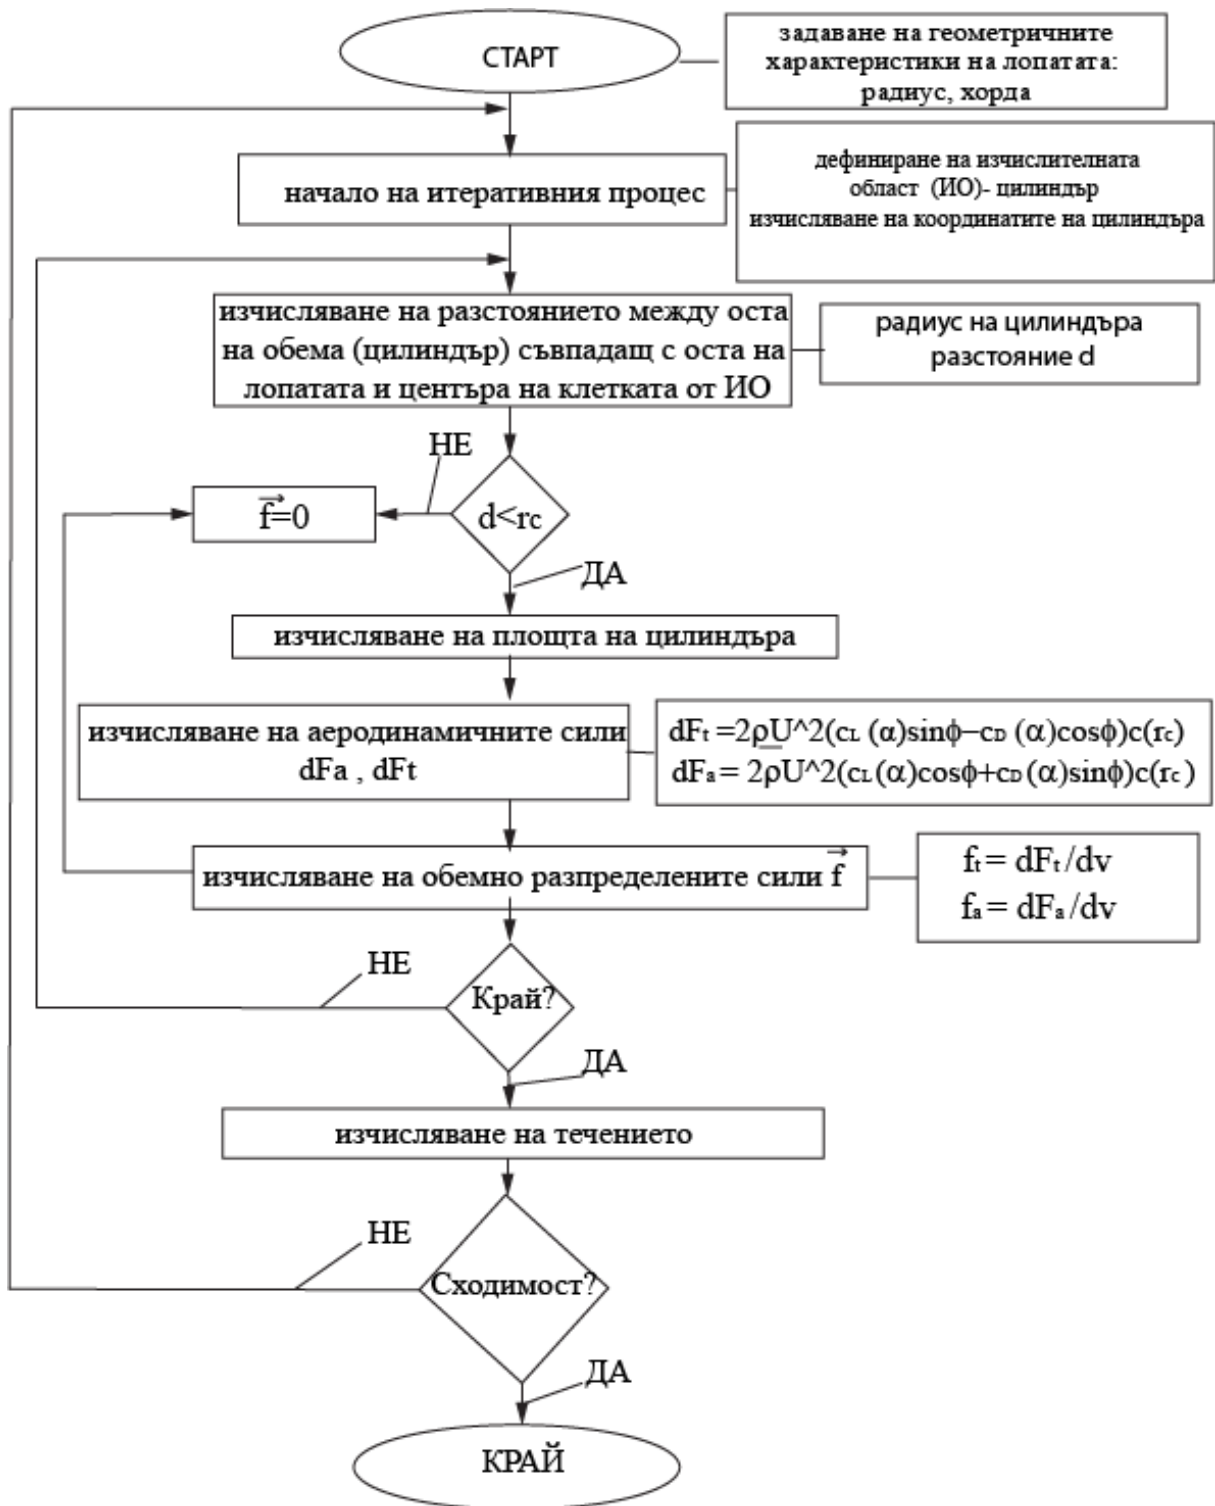 СТАРТ
задаване на геометричните
характеристики на лопатата:
радиус, хорда
начало на итеративния процес
дефиниране на изчислителната
област (ИО)- цилиндър
изчисляване на координатите на цилиндъра
изчисляване на разстоянието между оста
на обема (цилиндър) съвпадащ с оста на
лопатата и центъра на клетката от ИО
радиус на цилиндъра
разстояние d
НЕ
f⃗=0
d<rc
ДА
изчисляване на площта на цилиндъра
изчисляване на аеродинамичните сили
dFa , dFt
dFt =2ρU^2(cL (α)sinϕ−cD (α)cosϕ)c(rc)
dFa = 2ρU^2(cL(α)cosϕ+cD(α)sinϕ)c(rc )
изчисляване на обемно разпределените сили f⃗
ft = dFt /dv
fa = dFa /dv
НЕ
Край?
ДА
изчисляване на течението
НЕ
Сходимост?
ДА
КРАЙ